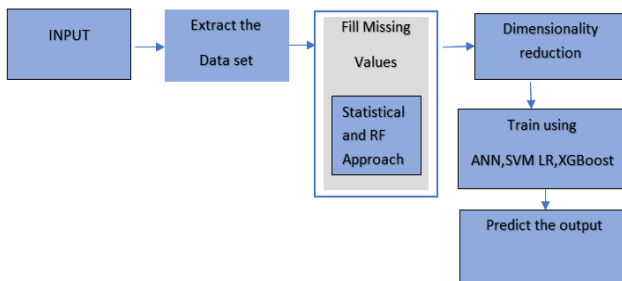 INPUT
Extract the
Data set
Fill Missing
Values
Statistical
and RF
Approach
Dimensionality
reduction
Train using
ANN,SVM LR,XGBoost
Predict the output